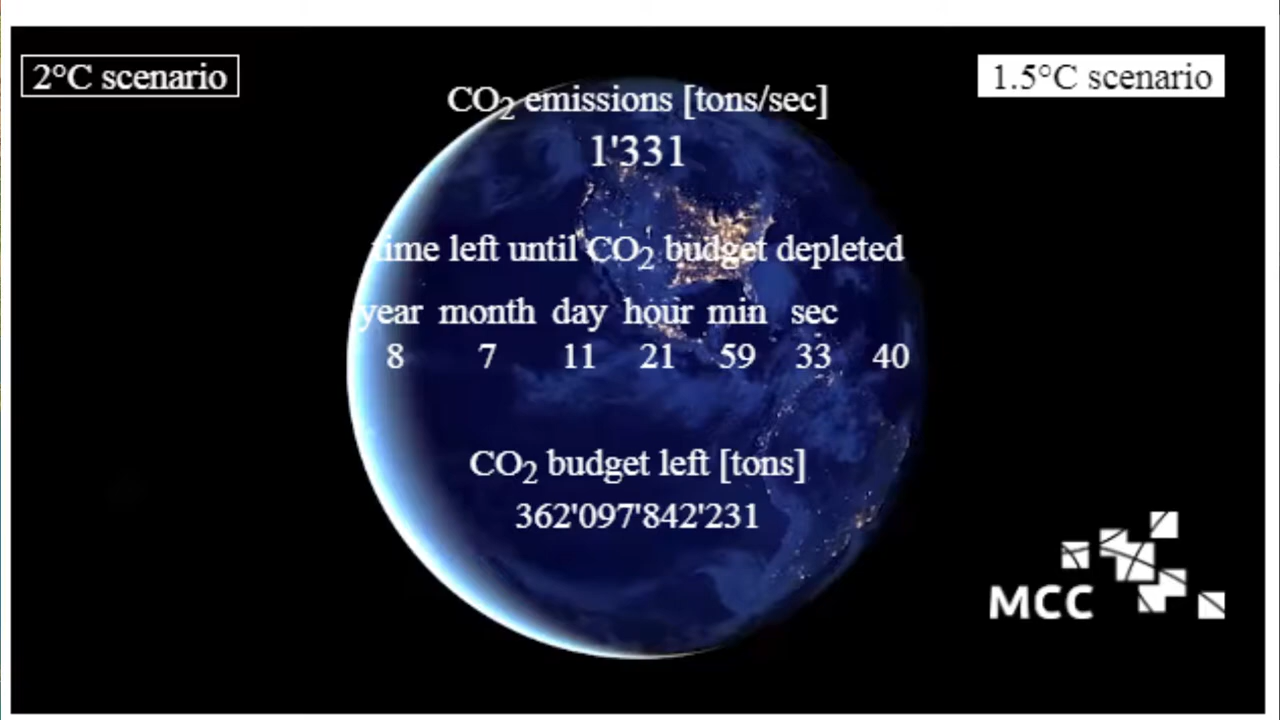 2°C scenario
1.5°C scenario
CO₂ emissions [tons/sec]
1'331
time left until CO₂ budget depleted
year month day hour min sec
8 7 11 21 59 33 40
CO₂ budget left [tons]
362'097'842'231
MCC